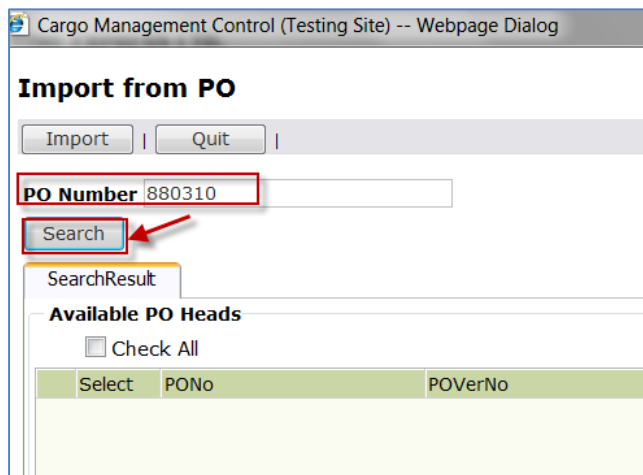 Cargo Management Control (Testing Site) -- Webpage Dialog
Import from PO
Import | Quit |
PO Number 880310
Search
SearchResult
Available PO Heads
Check All
Select PONo POVerNo